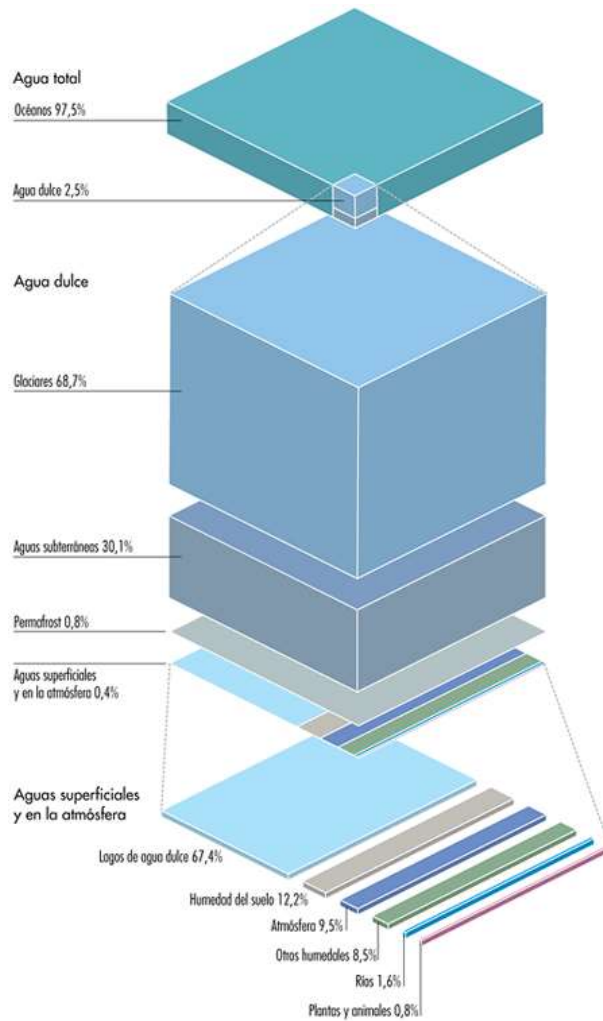 Agua total
Océanos 97,5%
Agua dulce 2,5%
Agua dulce
Glaciares 68,7%
Aguas subterráneas 30,1%
Permafrost 0,8%
Aguas superficiales
y en la atmósfera 0,4%
Aguas superficiales
y en la atmósfera
Lagos de agua dulce 67,4%
Humedad del suelo 12,2%
Atmósfera 9,5%
Otros humedales 8,5%
Ríos 1,6%
Plantas y animales 0,8%